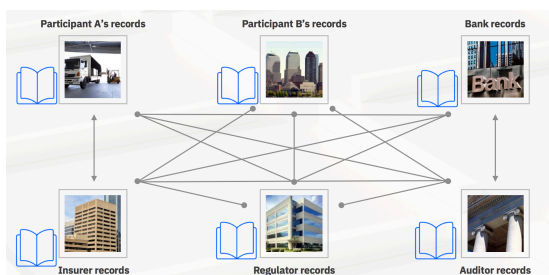 Participant A's records
Participant B's records
Bank records
Bank
Insurer records
Regulator records
Auditor records